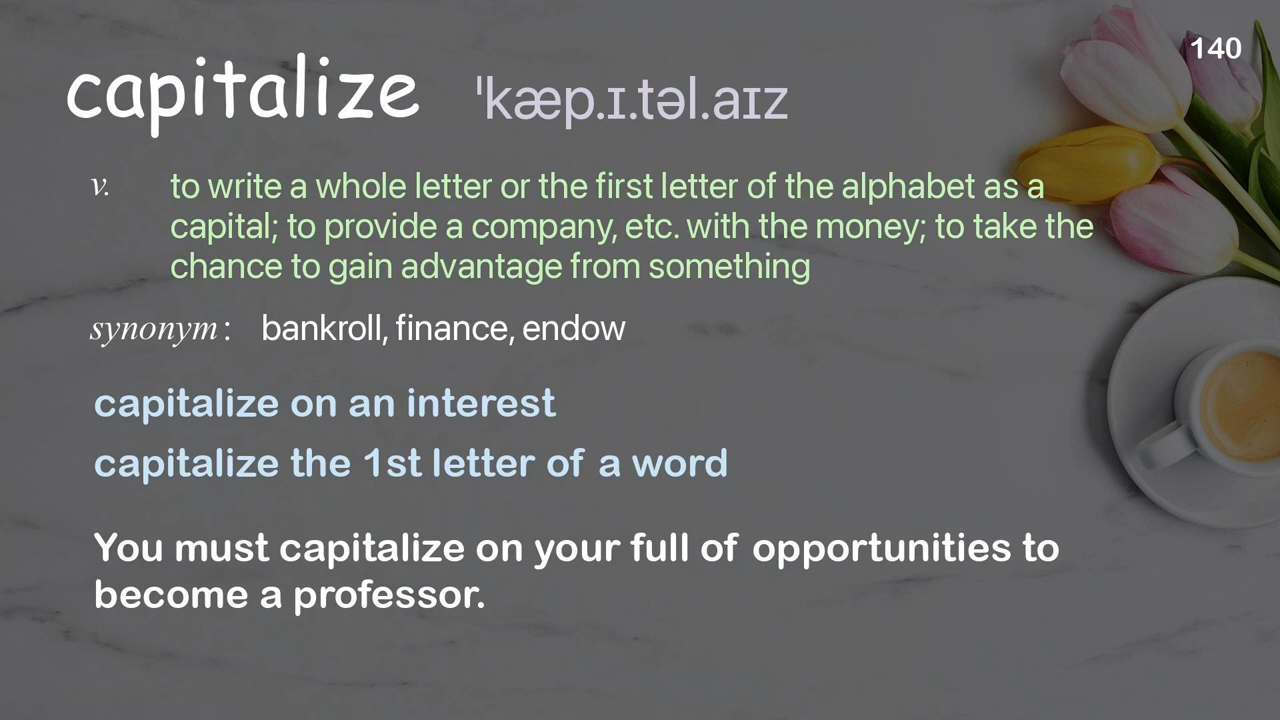 140
capitalize ˈkæp.ɪ.təl.aɪz
v. to write a whole letter or the first letter of the alphabet as a
capital; to provide a company, etc. with the money; to take the
chance to gain advantage from something
synonym : bankroll, finance, endow
capitalize on an interest
capitalize the 1st letter of a word
You must capitalize on your full of opportunities to
become a professor.